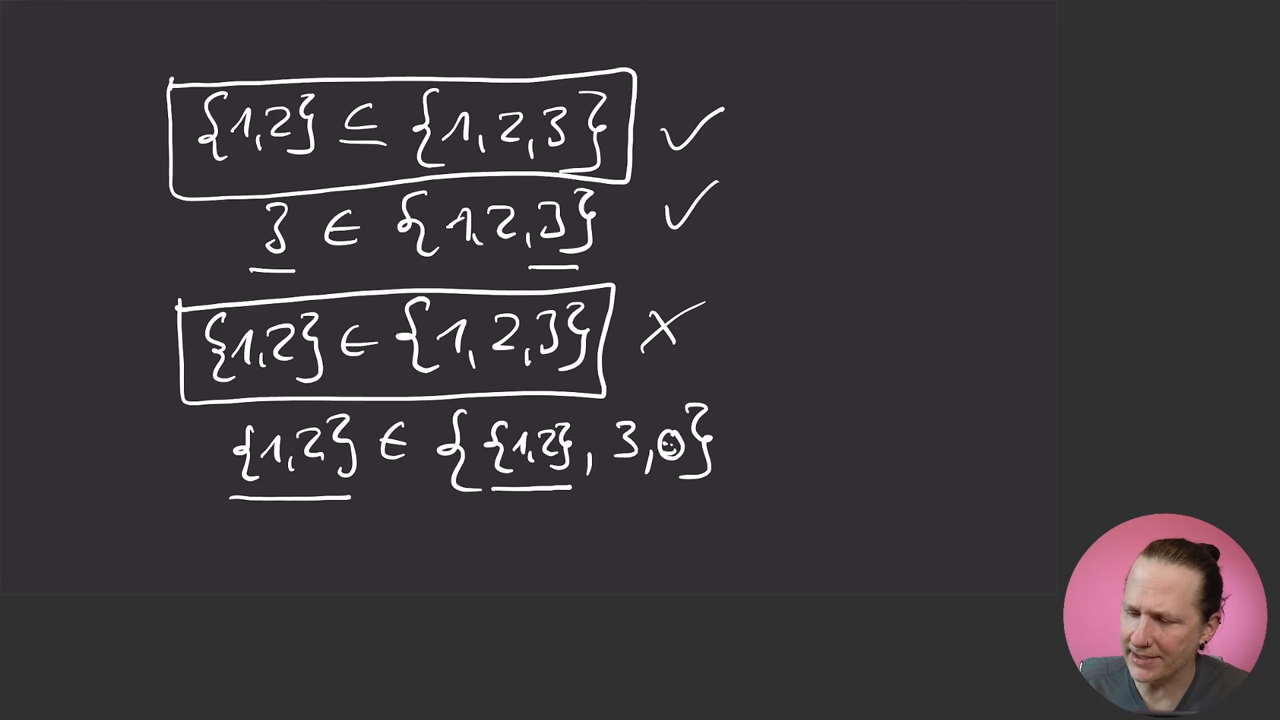 {1,2} ⊆ {1,2,3} ✓
3 ∈ {1,2,3} ✓
{1,2} ∈ {1,2,3} ✗
{1,2} ∈ {{1,2}, 3,☺}